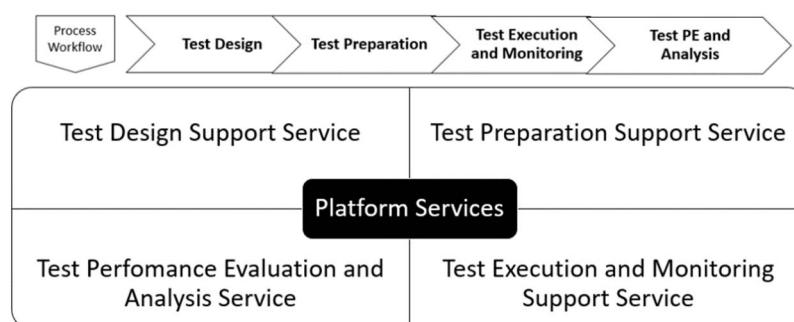 Process
Workflow
Test Design
Test Preparation
Test Execution
and Monitoring
Test PE and
Analysis
Test Design Support Service
Test Preparation Support Service
Platform Services
Test Perfomance Evaluation and
Analysis Service
Test Execution and Monitoring
Support Service